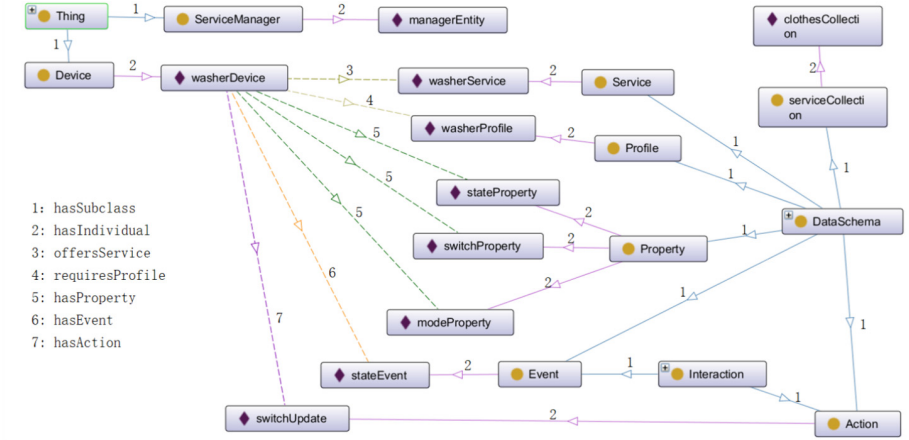 Thing
1
ServiceManager
2
managerEntity
clothesCollecti
on
1
2
Device
2
washerDevice
3
washerService
2
Service
serviceCollecti
on
4
washerProfile
2
Profile
1
1
5
1
5
stateProperty
2
DataSchema
1: hasSubclass
2: hasIndividual
3: offersService
4: requiresProfile
5: hasProperty
6: hasEvent
7: hasAction
5
switchProperty
2
Property
1
6
2
1
7
modeProperty
1
stateEvent
2
Event
1
Interaction
1
switchUpdate
2
Action